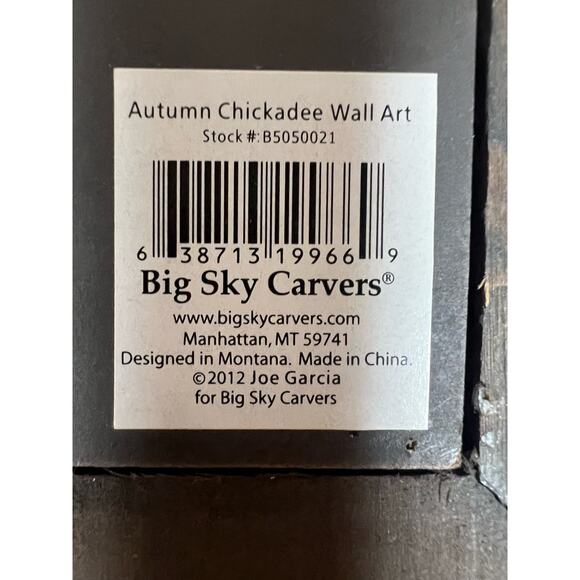 Autumn Chickadee Wall Art
Stock #: B5050021
6 38713 19966 9
Big Sky Carvers®
www.bigskycarvers.com
Manhattan, MT 59741
Designed in Montana. Made in China.
©2012 Joe Garcia
for Big Sky Carvers